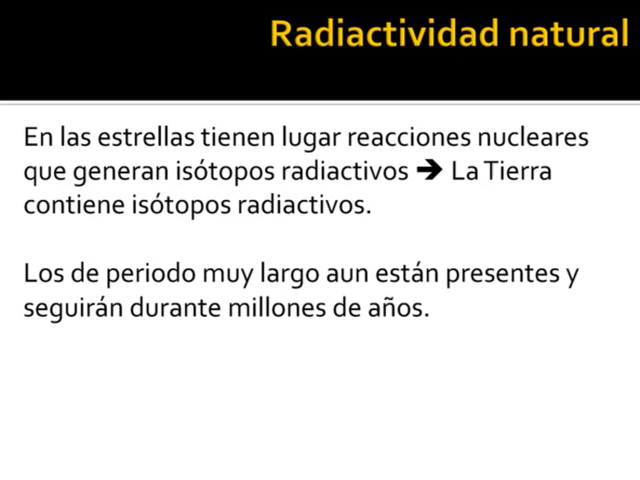 Radiactividad natural
En las estrellas tienen lugar reacciones nucleares
que generan isótopos radiactivos ➔ La Tierra
contiene isótopos radiactivos.
Los de periodo muy largo aun están presentes y
seguirán durante millones de años.